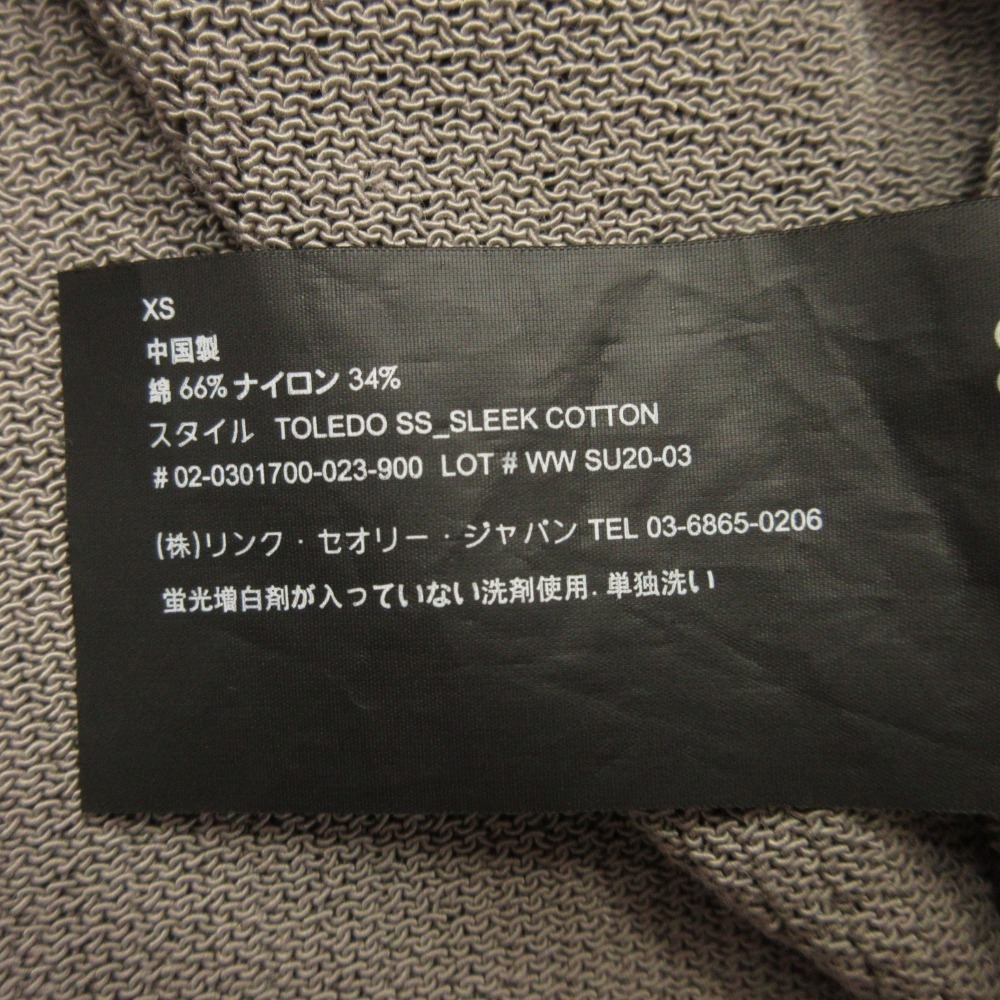 XS
中国製
綿 66% ナイロン 34%
スタイル TOLEDO SS_SLEEK COTTON
# 02-0301700-023-900 LOT # WW SU20-03
(株)リンク・セオリー・ジャパン TEL 03-6865-0206
蛍光増白剤が入っていない洗剤使用. 単独洗い